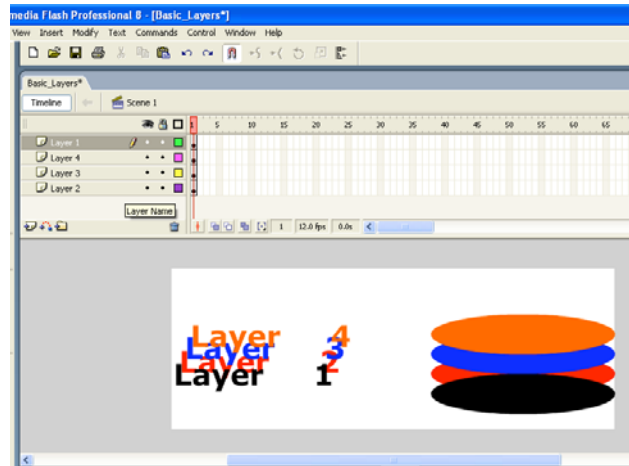 media Flash Professional 8 - [Basic_Layers*]
View Insert Modify Text Commands Control Window Help
Basic_Layers*
Timeline Scene 1
1 5 10 15 20 25 30 35 40 45 50 55 60 65
Layer 1
Layer 4
Layer 3
Layer 2
Layer Name
1 12.0 fps 0.0s
Layer 4
Layer 3
Layer 2
Layer 1